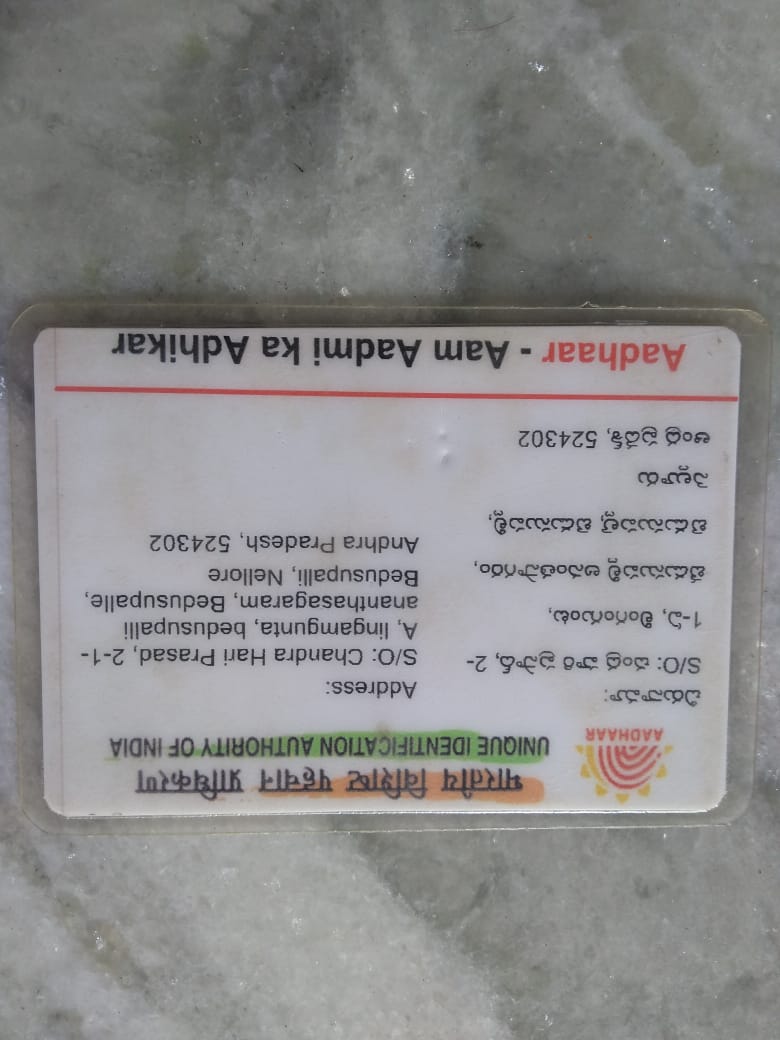 भारतीय विशिष्ट पहचान प्राधिकरण
UNIQUE IDENTIFICATION AUTHORITY OF INDIA
AADHAAR
చిరునామా:
S/O: చంద్ర హరి ప్రసాద్, 2-
1-ఏ, లింగంగుంట,
బేడుసుపల్లి అనంతసాగరం,
బెడుసుపల్లె, బెడుసుపల్లి,
నెల్లూరు
ఆంధ్ర ప్రదేశ్, 524302
Address:
S/O: Chandra Hari Prasad, 2-1-
A, lingamgunta, bedusupalli
ananthasagaram, Bedusupalle,
Bedusupalli, Nellore
Andhra Pradesh, 524302
Aadhaar - Aam Aadmi ka Adhikar